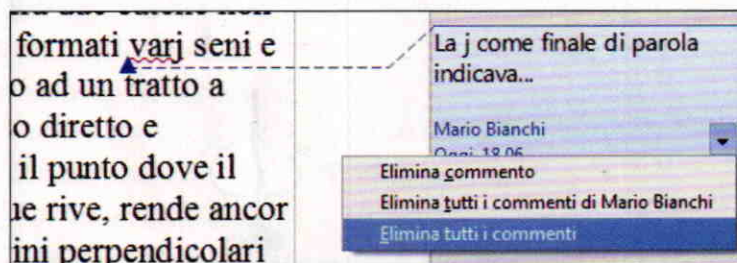 formati varj seni e
o ad un tratto a
o diretto e
il punto dove il
ue rive, rende ancor
ini perpendicolari
La j come finale di parola
indicava...
Mario Bianchi
Oggi, 18.06
Elimina commento
Elimina tutti i commenti di Mario Bianchi
Elimina tutti i commenti